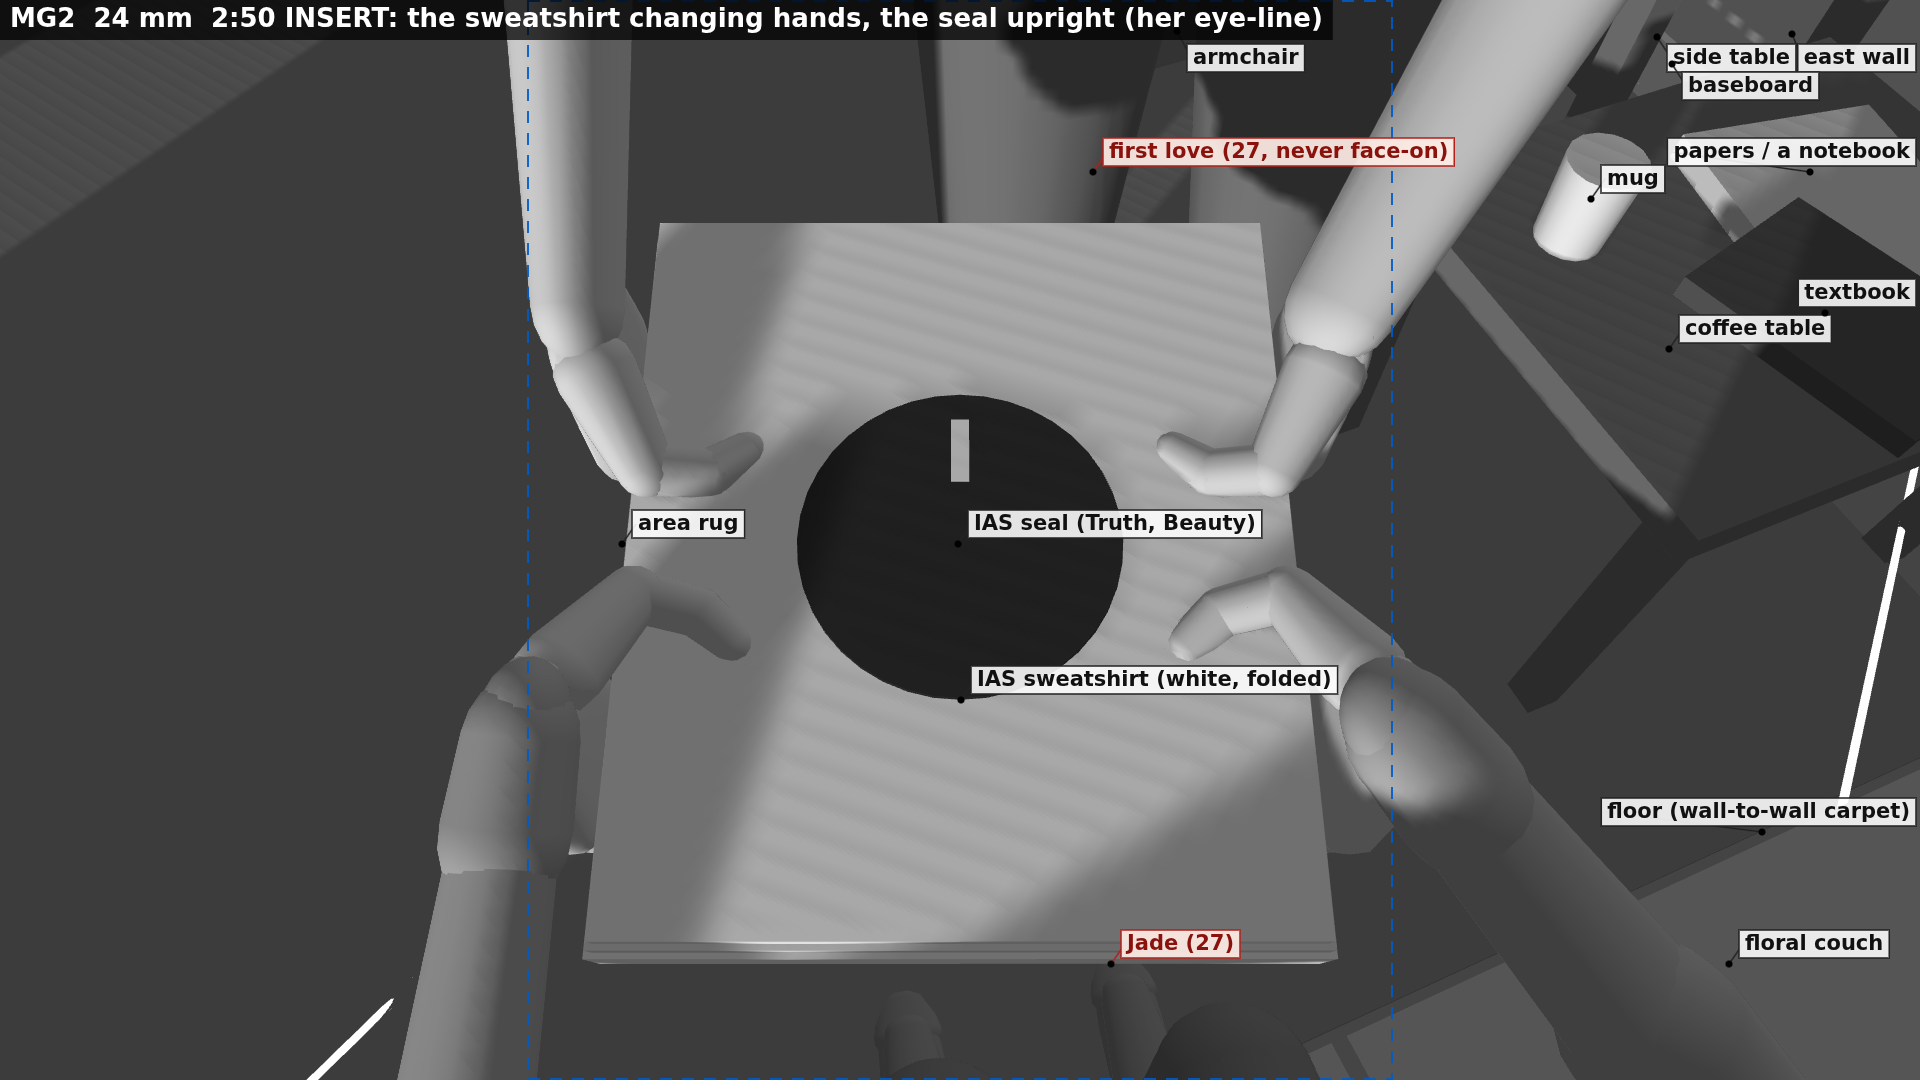 MG2  24 mm  2:50 INSERT: the sweatshirt changing hands, the seal upright (her eye-line)
armchair
side table
east wall
baseboard
first love (27, never face-on)
papers / a notebook
mug
textbook
coffee table
area rug
IAS seal (Truth, Beauty)
IAS sweatshirt (white, folded)
floor (wall-to-wall carpet)
Jade (27)
floral couch